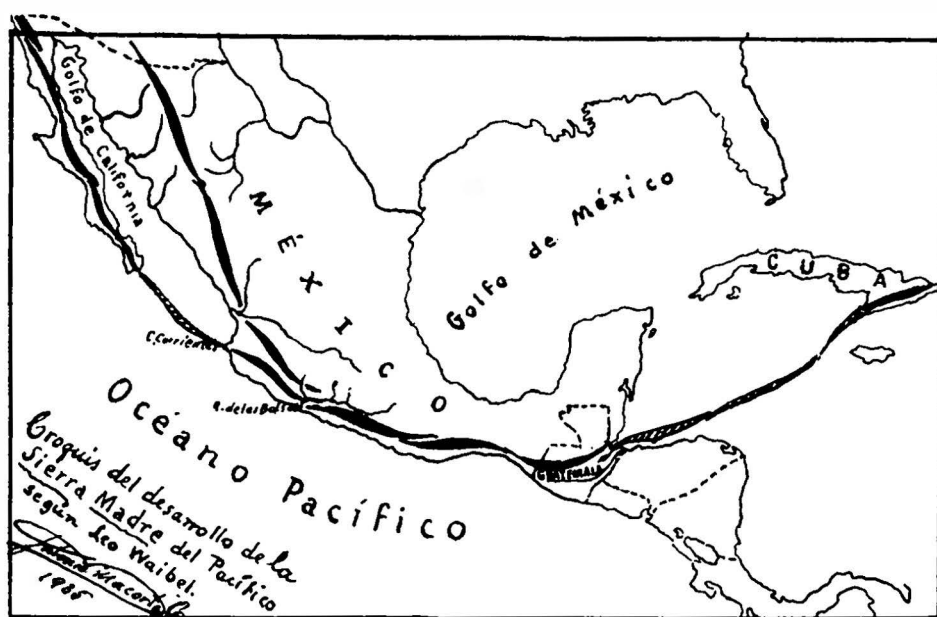 Golfo de California
MÉXICO
Golfo de México
CUBA
C. Corrientes
R. de las Balsas
GUATEMALA
Océano Pacífico
Croquis del desarrollo de la
Sierra Madre del Pacífico
según Leo Waibel.
1935